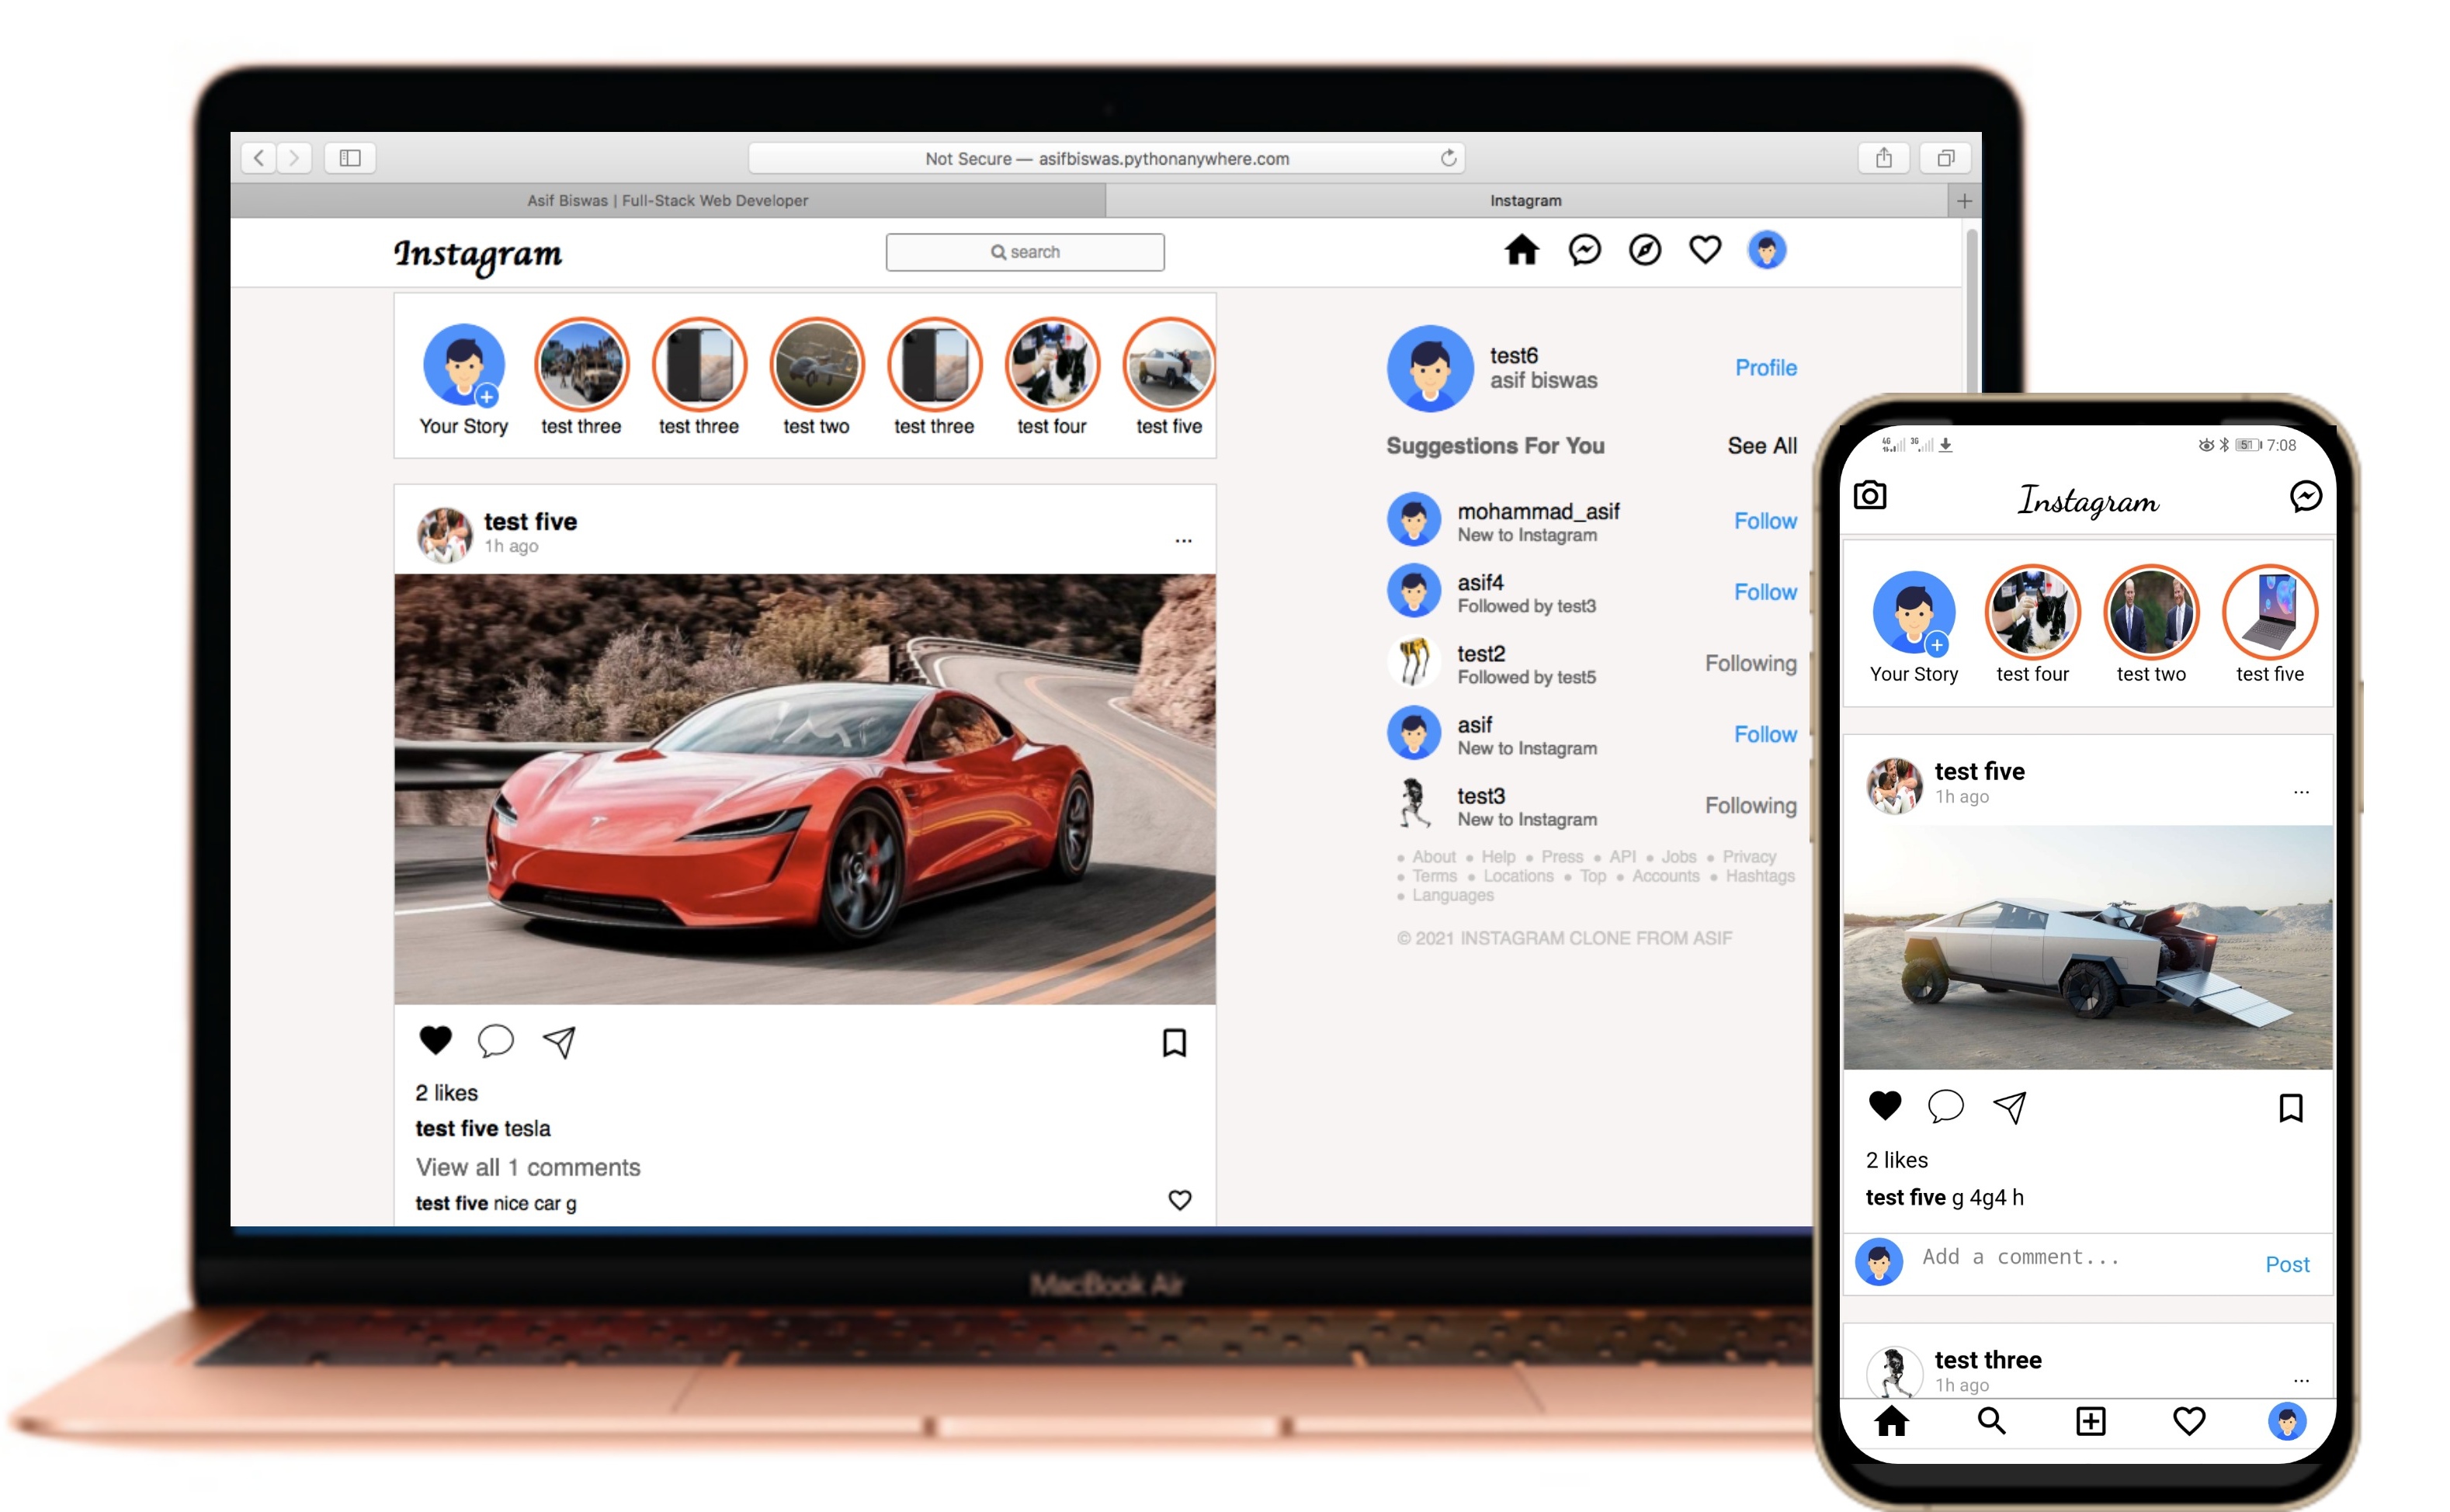 Not Secure — asifbiswas.pythonanywhere.com
Asif Biswas | Full-Stack Web Developer
Instagram
Instagram
search
Your Story
test three
test three
test two
test three
test four
test five
test five
1h ago
...
2 likes
test five tesla
View all 1 comments
test five nice car g
test6
asif biswas
Profile
Suggestions For You
See All
mohammad_asif
New to Instagram
Follow
asif4
Followed by test3
Follow
test2
Followed by test5
Following
asif
New to Instagram
Follow
test3
New to Instagram
Following
• About • Help • Press • API • Jobs • Privacy
• Terms • Locations • Top • Accounts • Hashtags
• Languages
© 2021 INSTAGRAM CLONE FROM ASIF
MacBook Air
4G 3G 51 7:08
Instagram
Your Story
test four
test two
test five
test five
1h ago
...
2 likes
test five g 4g4 h
Add a comment...
Post
test three
1h ago
...